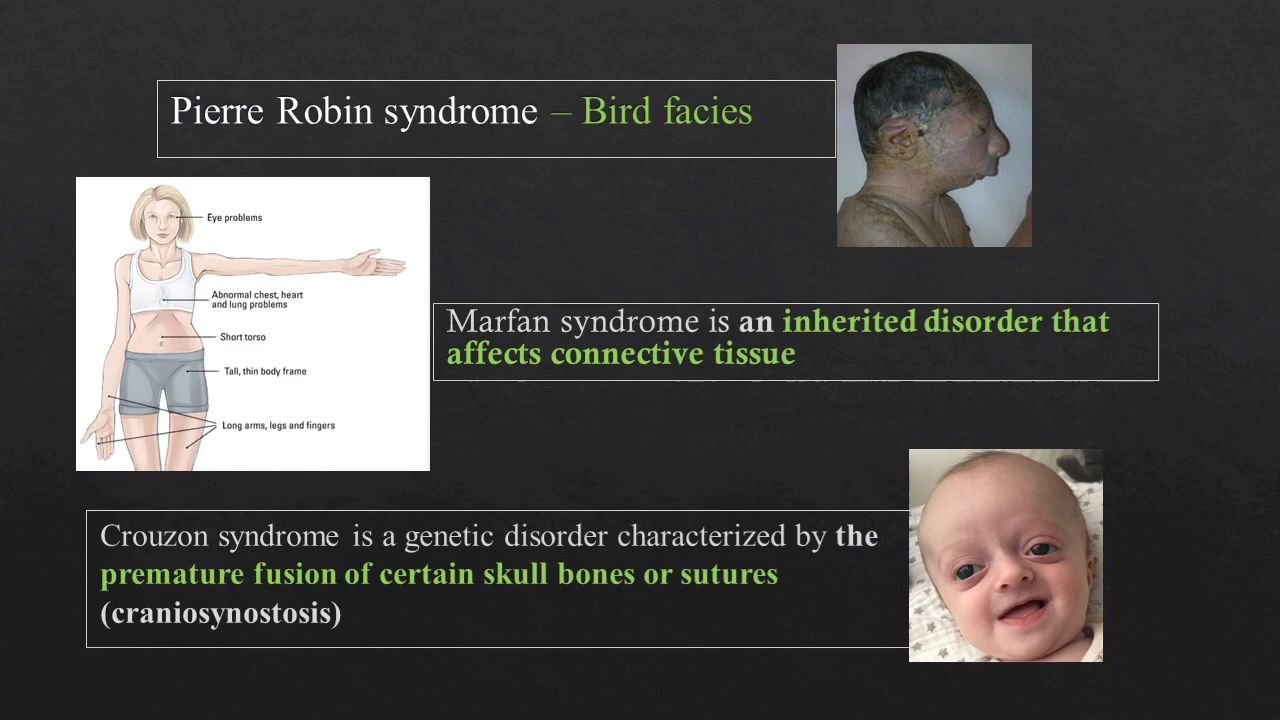 Pierre Robin syndrome – Bird facies
Eye problems
Abnormal chest, heart
and lung problems
Short torso
Tall, thin body frame
Long arms, legs and fingers
Marfan syndrome is an inherited disorder that
affects connective tissue
Crouzon syndrome is a genetic disorder characterized by the
premature fusion of certain skull bones or sutures
(craniosynostosis)